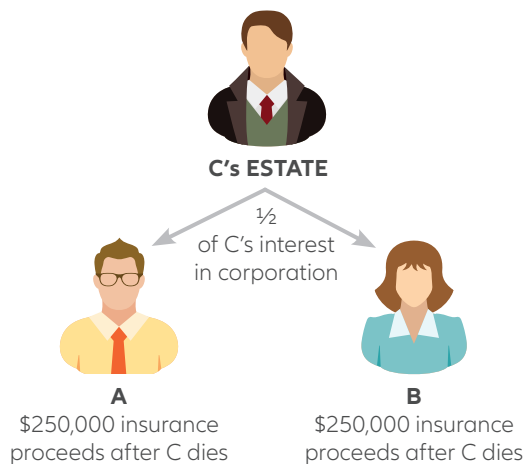 C's ESTATE
½
of C's interest
in corporation
A
$250,000 insurance
proceeds after C dies
B
$250,000 insurance
proceeds after C dies